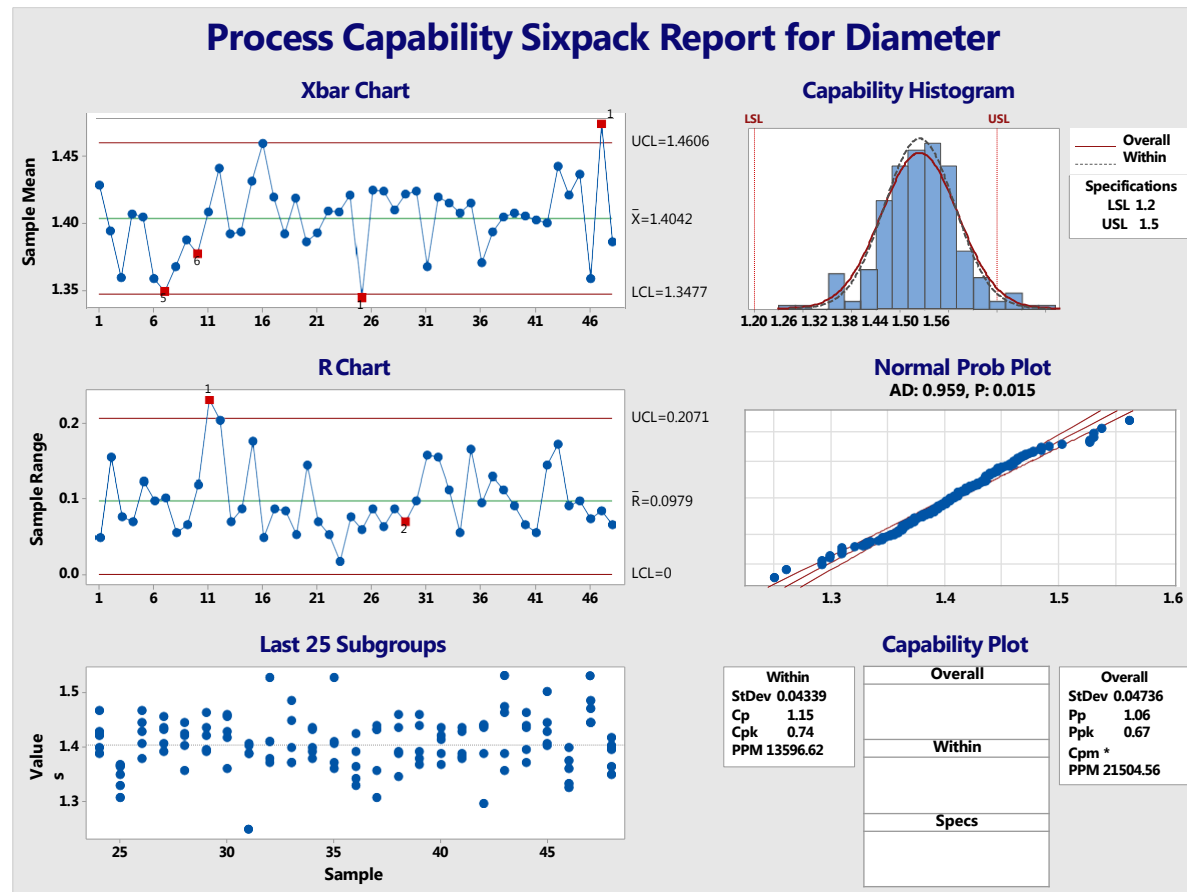 Process Capability Sixpack Report for Diameter
Xbar Chart
Sample Mean
1.45
1.40
1.35
1 6 11 16 21 26 31 36 41 46
5
6
1
1
UCL=1.4606
X̄=1.4042
LCL=1.3477
Capability Histogram
LSL USL
1.20 1.26 1.32 1.38 1.44 1.50 1.56
Overall
Within
Specifications
LSL 1.2
USL 1.5
R Chart
Sample Range
0.2
0.1
0.0
1 6 11 16 21 26 31 36 41 46
1
2
UCL=0.2071
R̄=0.0979
LCL=0
Normal Prob Plot
AD: 0.959, P: 0.015
1.3 1.4 1.5 1.6
Last 25 Subgroups
Value
s
1.5
1.4
1.3
25 30 35 40 45
Sample
Capability Plot
Within
StDev 0.04339
Cp 1.15
Cpk 0.74
PPM 13596.62
Overall
Within
Specs
Overall
StDev 0.04736
Pp 1.06
Ppk 0.67
Cpm *
PPM 21504.56